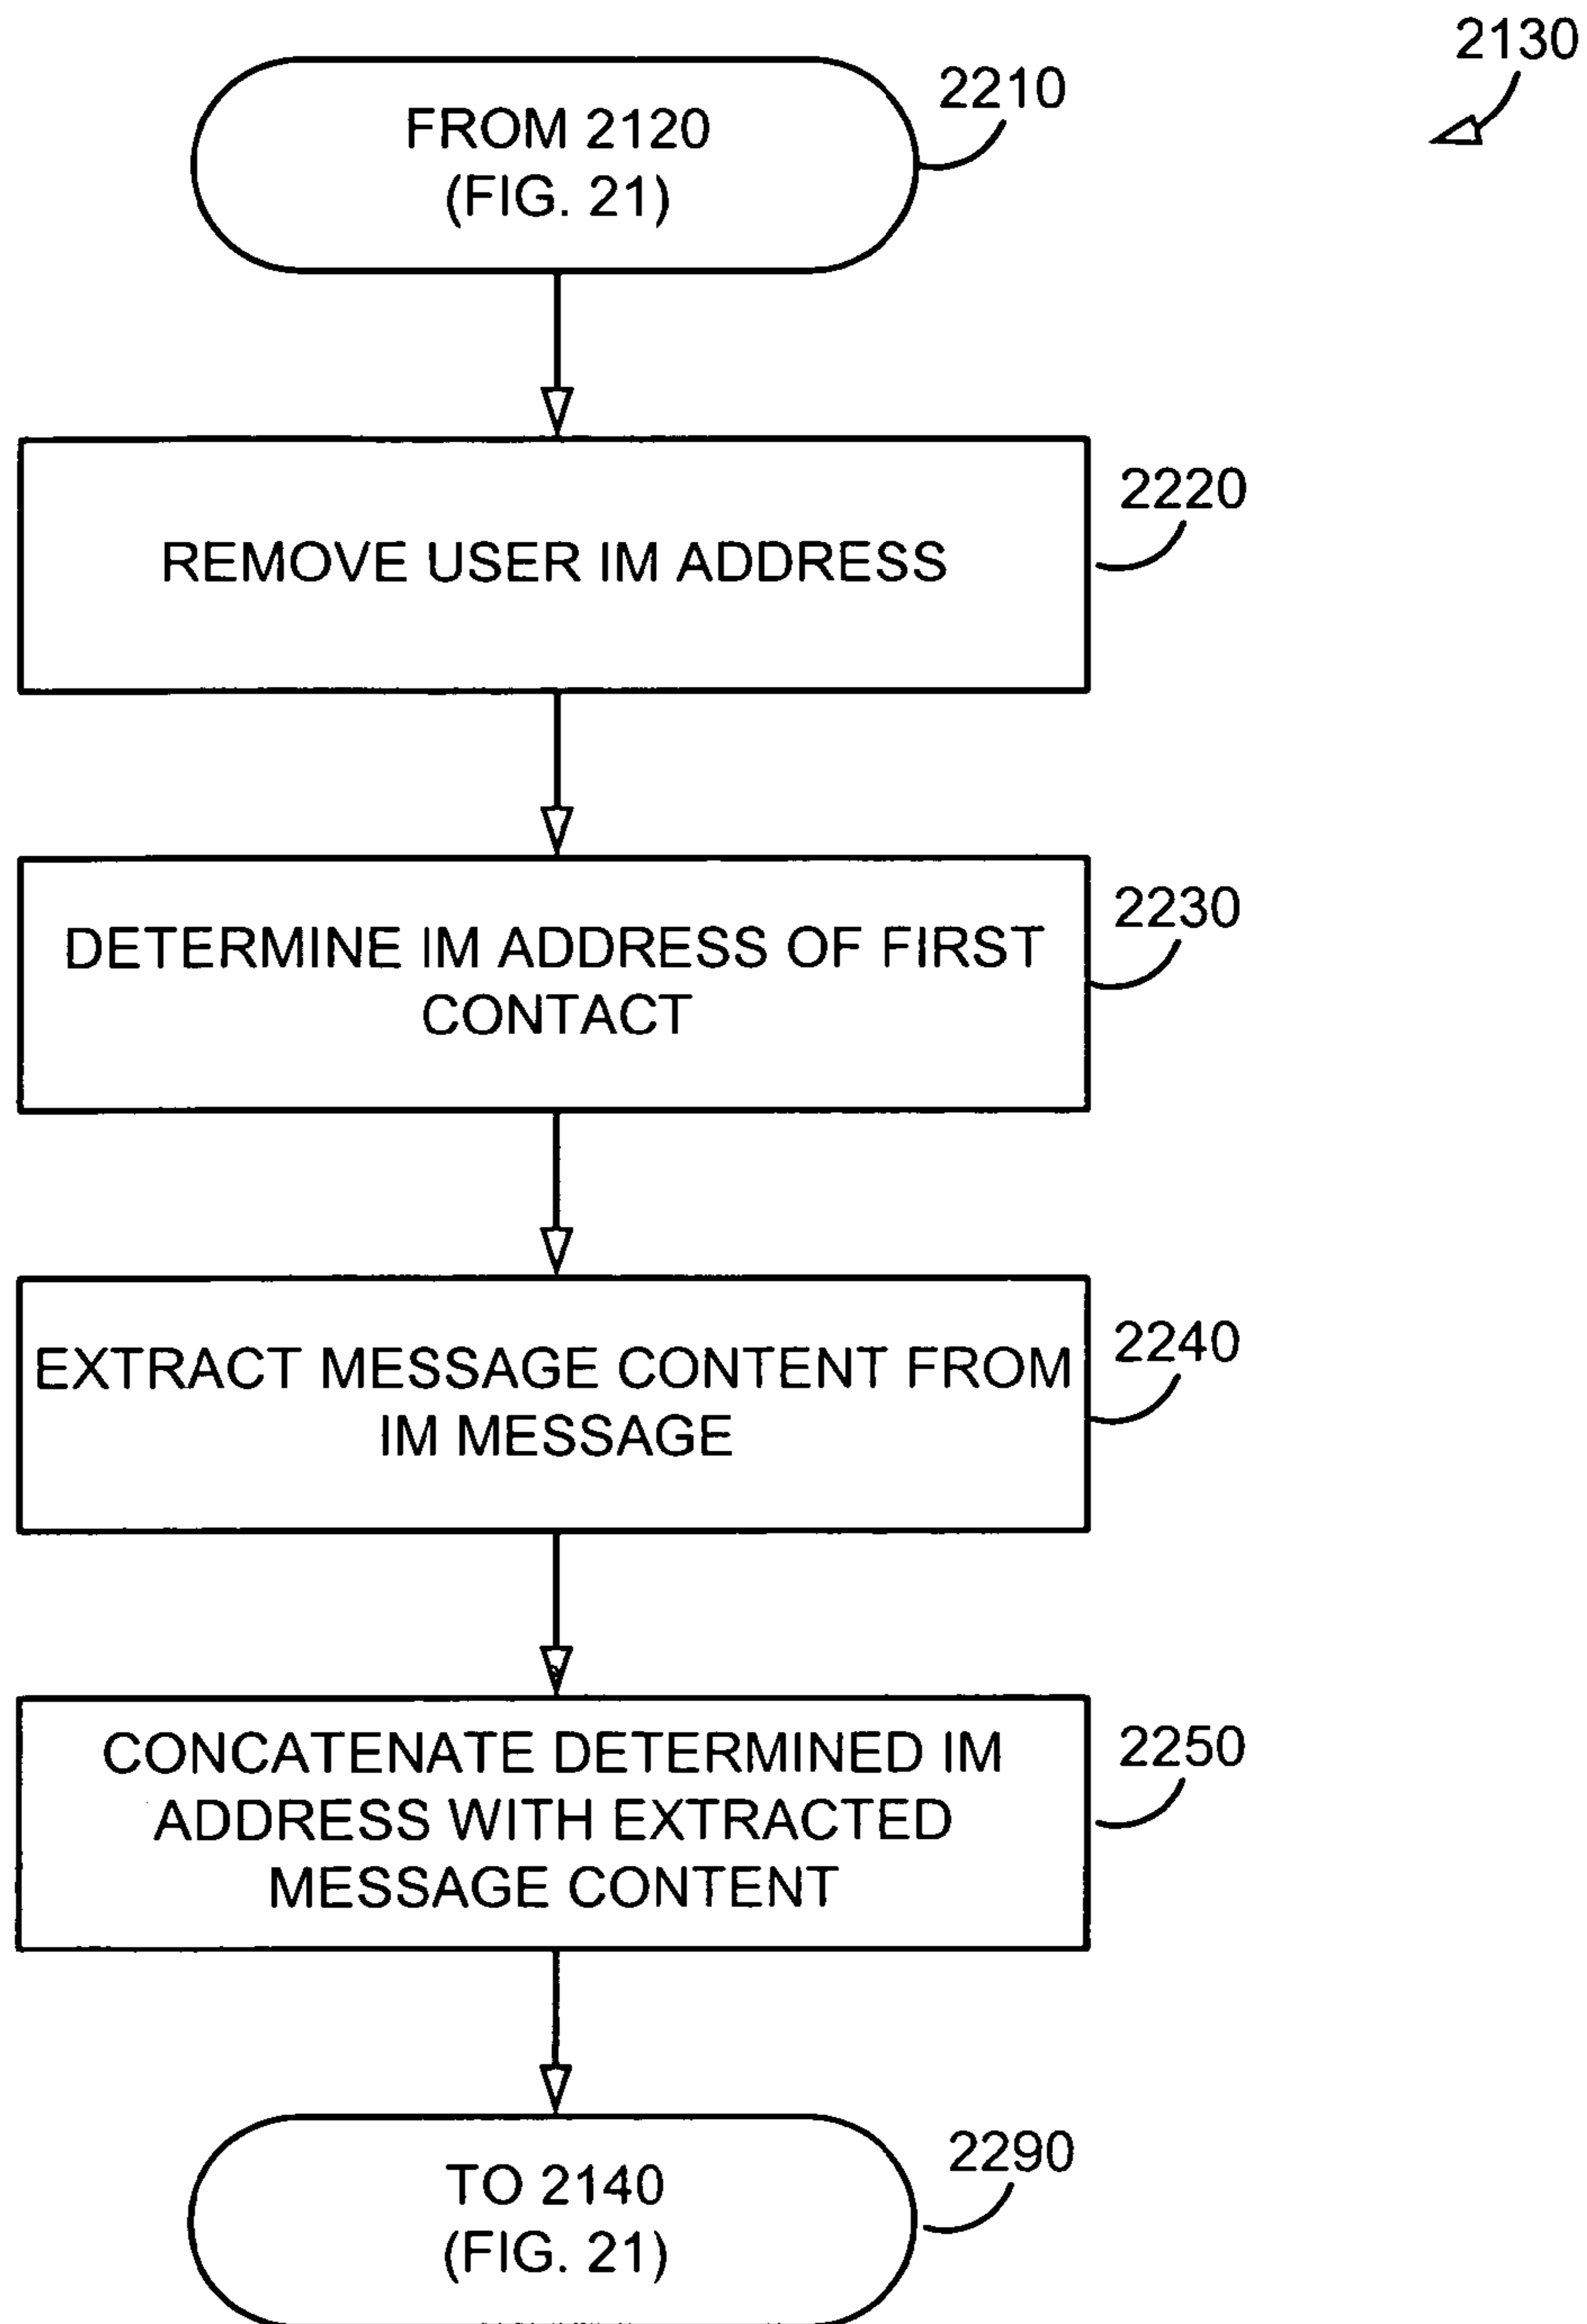 2130
2210
FROM 2120
(FIG. 21)
2220
REMOVE USER IM ADDRESS
2230
DETERMINE IM ADDRESS OF FIRST
CONTACT
2240
EXTRACT MESSAGE CONTENT FROM
IM MESSAGE
2250
CONCATENATE DETERMINED IM
ADDRESS WITH EXTRACTED
MESSAGE CONTENT
2290
TO 2140
(FIG. 21)